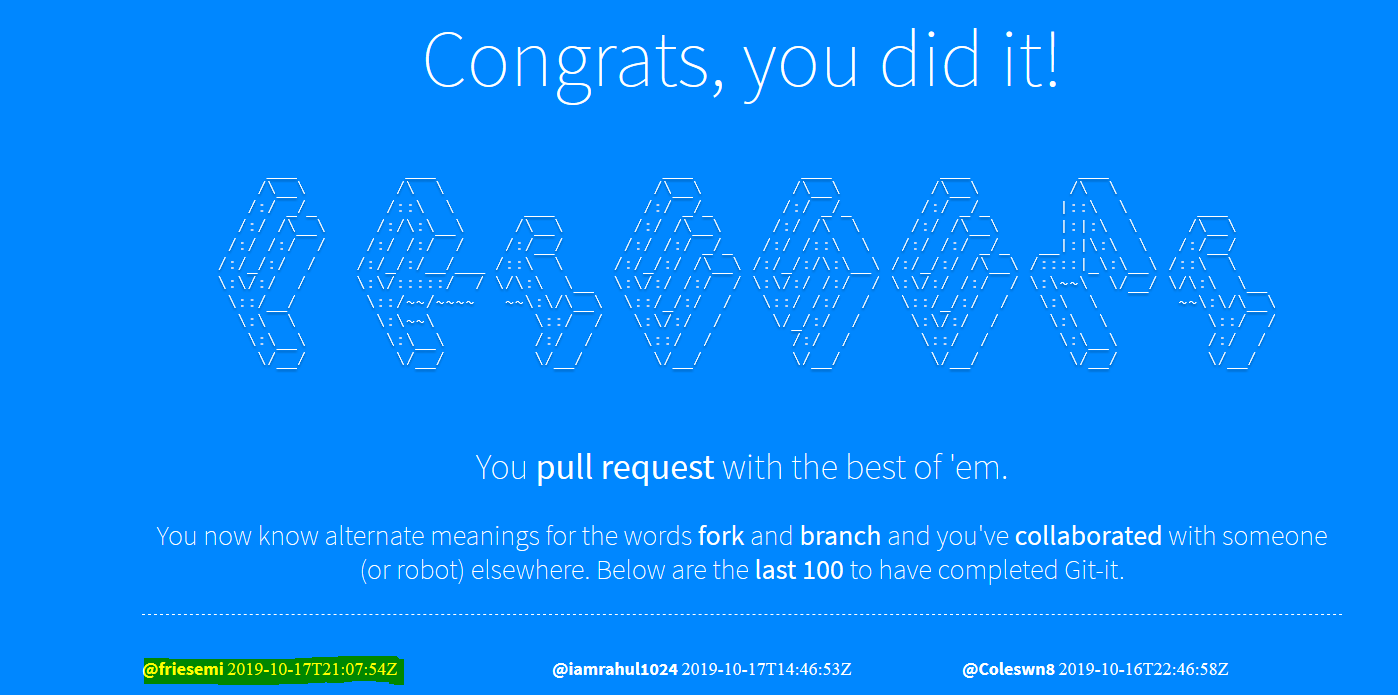 Congrats, you did it!
You pull request with the best of 'em.
You now know alternate meanings for the words fork and branch and you've collaborated with someone
(or robot) elsewhere. Below are the last 100 to have completed Git-it.
@friesemi 2019-10-17T21:07:54Z @iamrahul1024 2019-10-17T14:46:53Z @Coleswn8 2019-10-16T22:46:58Z